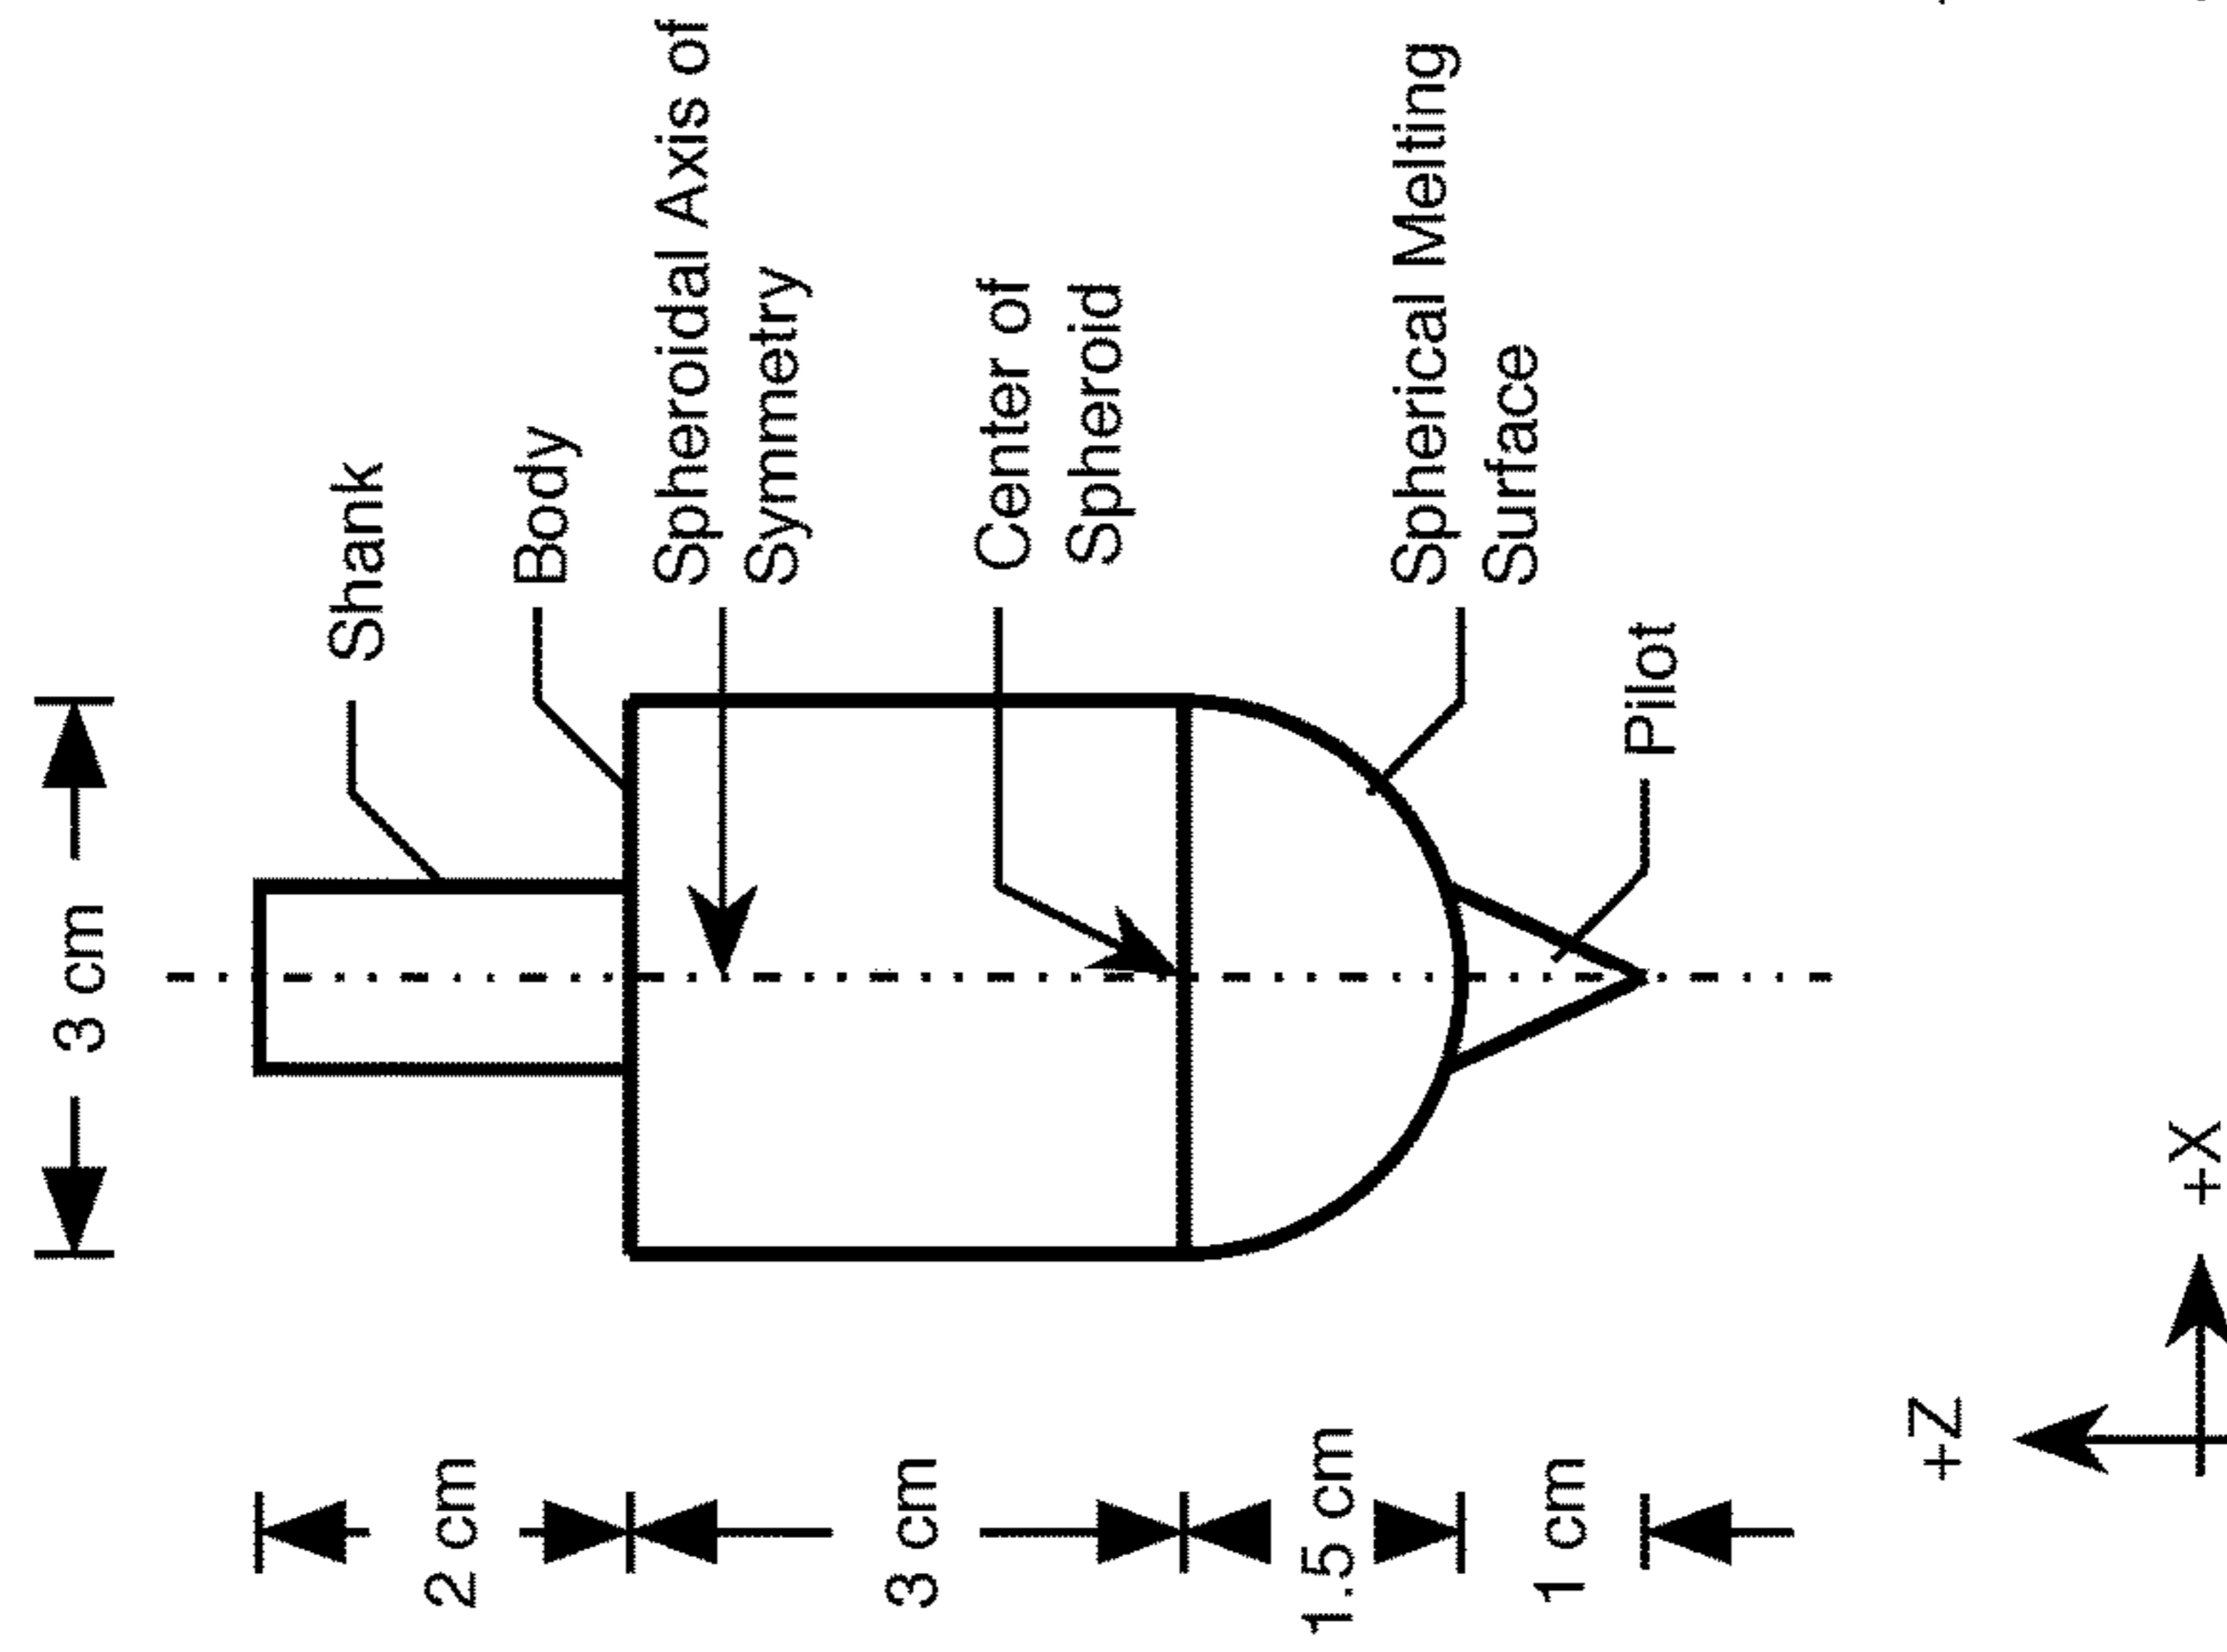 3 cm
Shank
Body
Spheroidal Axis of
Symmetry
Center of
Spheroid
Spherical Melting
Surface
Pilot
2 cm
3 cm
1.5 cm
1 cm
+Z
+X